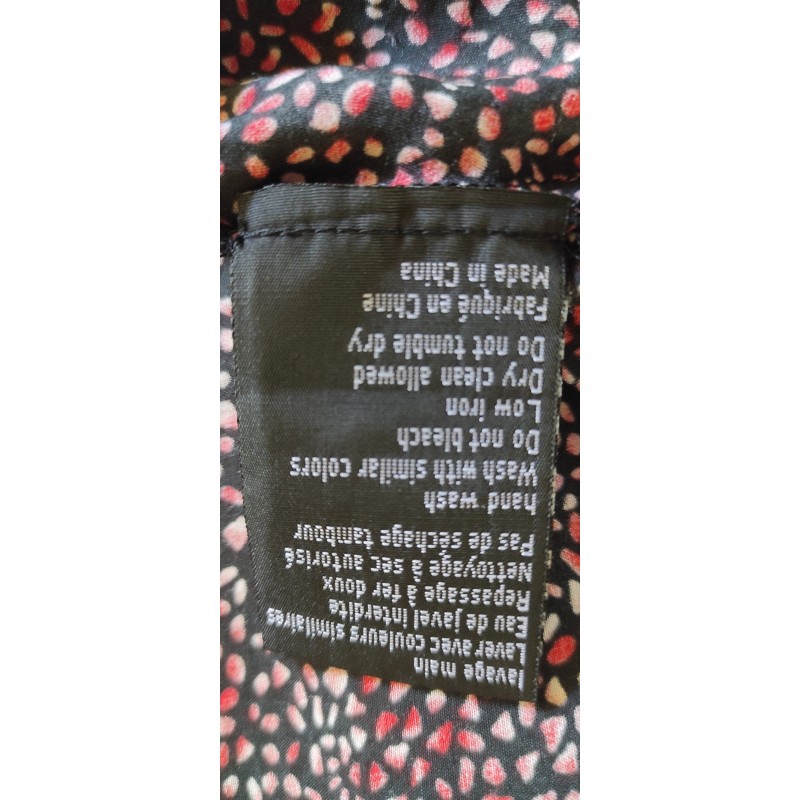 lavage main
Laver avec couleurs similaires
Eau de javel interdite
Repassage à fer doux
Nettoyage à sec autorisé
Pas de séchage tambour
hand wash
Wash with similar colors
Do not bleach
Low iron
Dry clean allowed
Do not tumble dry
Fabriqué en Chine
Made in China